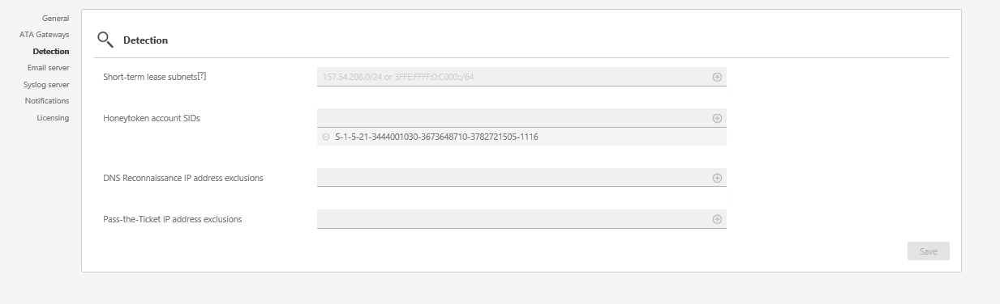 General
ATA Gateways
Detection
Email server
Syslog server
Notifications
Licensing
Detection
Short-term lease subnets[?]
157.54.208.0/24 or 3FFE:FFFF:0:C000::/64
Honeytoken account SIDs
S-1-5-21-3444001030-3673648710-3782721505-1116
DNS Reconnaissance IP address exclusions
Pass-the-Ticket IP address exclusions
Save